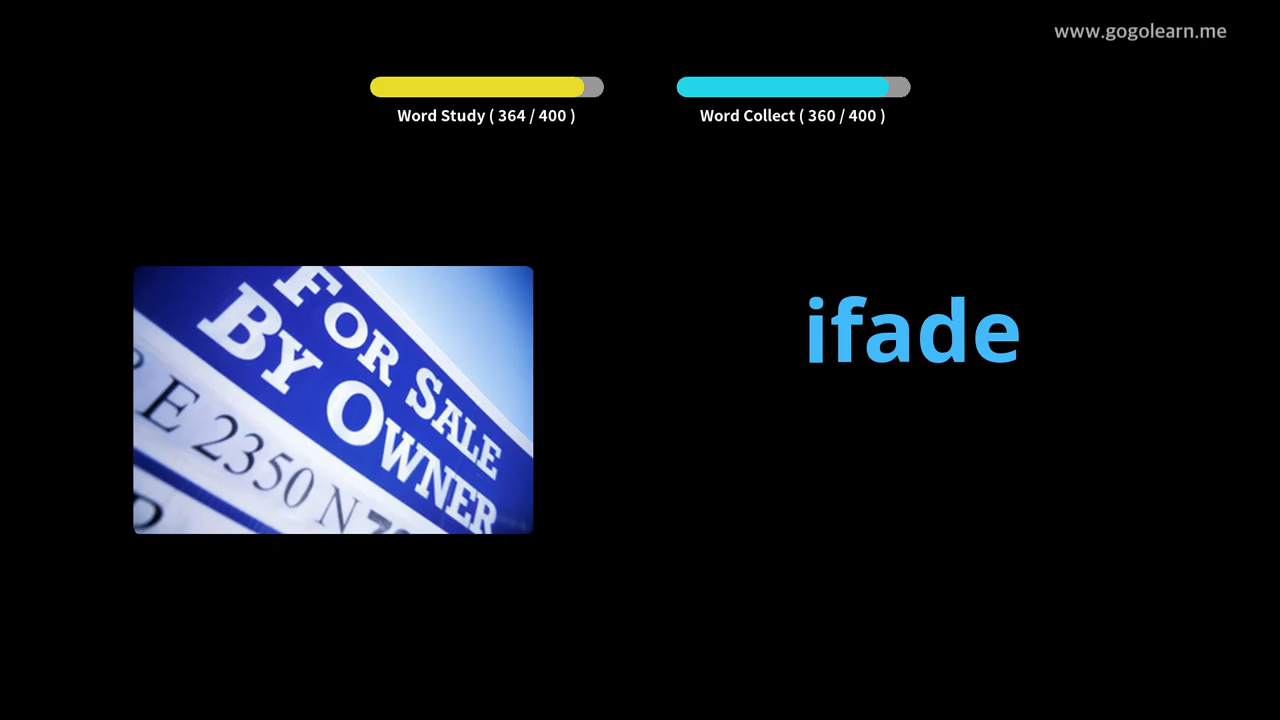 www.gogolearn.me
Word Study ( 364 / 400 )
Word Collect ( 360 / 400 )
FOR SALE
BY OWNER
E 2350 N
ifade